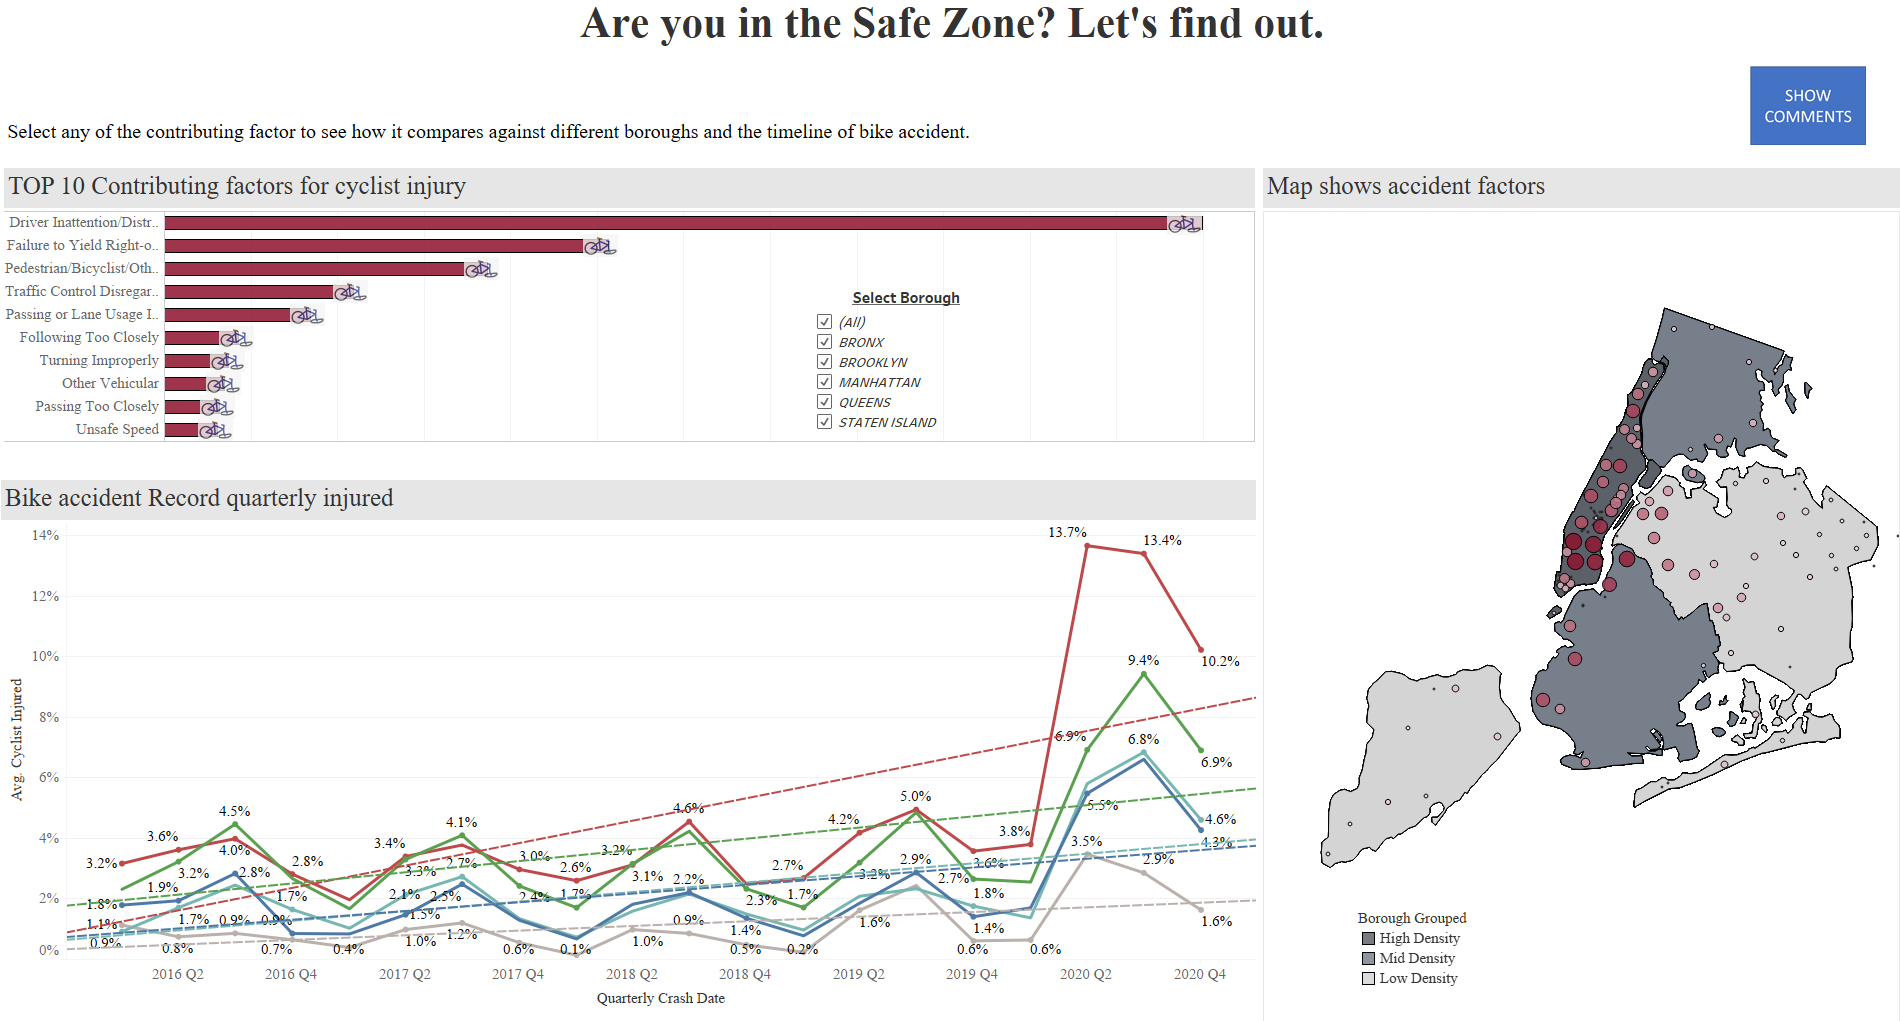 Are you in the Safe Zone? Let's find out.
SHOW
COMMENTS
Select any of the contributing factor to see how it compares against different boroughs and the timeline of bike accident.
TOP 10 Contributing factors for cyclist injury
Driver Inattention/Distr..
Failure to Yield Right-o..
Pedestrian/Bicyclist/Oth..
Traffic Control Disregar..
Passing or Lane Usage I..
Following Too Closely
Turning Improperly
Other Vehicular
Passing Too Closely
Unsafe Speed
Select Borough
(All)
BRONX
BROOKLYN
MANHATTAN
QUEENS
STATEN ISLAND
Map shows accident factors
Borough Grouped
High Density
Mid Density
Low Density
Bike accident Record quarterly injured
Avg. Cyclist Injured
14%
12%
10%
8%
6%
4%
2%
0%
13.7%
13.4%
10.2%
9.4%
6.9%
6.8%
6.9%
5.5%
4.6%
4.3%
3.5%
2.9%
1.6%
3.2%
3.6%
4.5%
4.0%
2.8%
3.2%
1.9%
2.8%
1.8%
1.7%
1.1%
1.7%
0.9%
0.9%
0.9%
0.8%
0.7%
0.4%
3.4%
4.1%
3.3%
2.7%
2.1%
2.5%
1.5%
1.0%
1.2%
3.0%
2.6%
2.4%
1.7%
0.6%
0.1%
3.2%
4.6%
3.1%
2.2%
2.3%
0.9%
1.0%
1.4%
0.5%
2.7%
1.7%
0.2%
4.2%
5.0%
3.2%
2.9%
1.6%
3.8%
3.6%
2.7%
1.8%
1.4%
0.6%
0.6%
2016 Q2
2016 Q4
2017 Q2
2017 Q4
2018 Q2
2018 Q4
2019 Q2
2019 Q4
2020 Q2
2020 Q4
Quarterly Crash Date